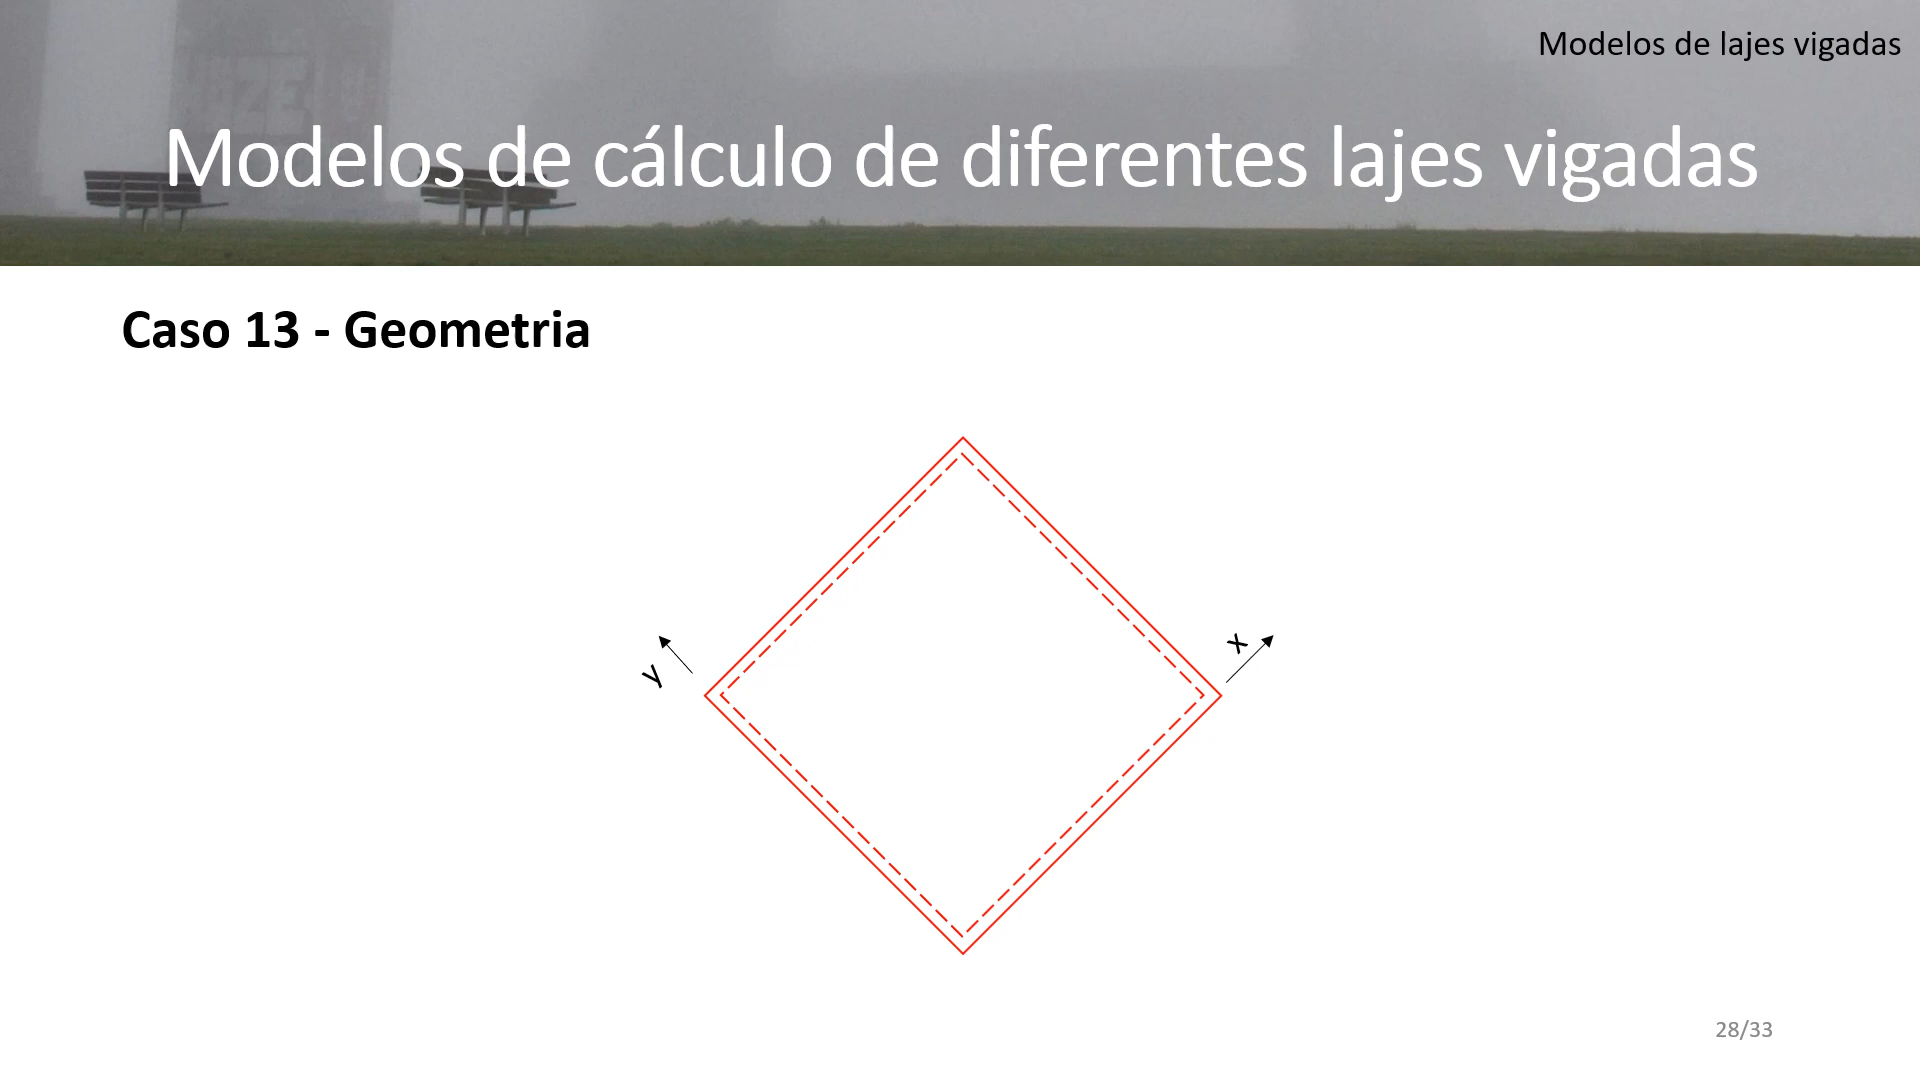 Modelos de lajes vigadas
Modelos de cálculo de diferentes lajes vigadas
Caso 13 - Geometria
y
x
28/33